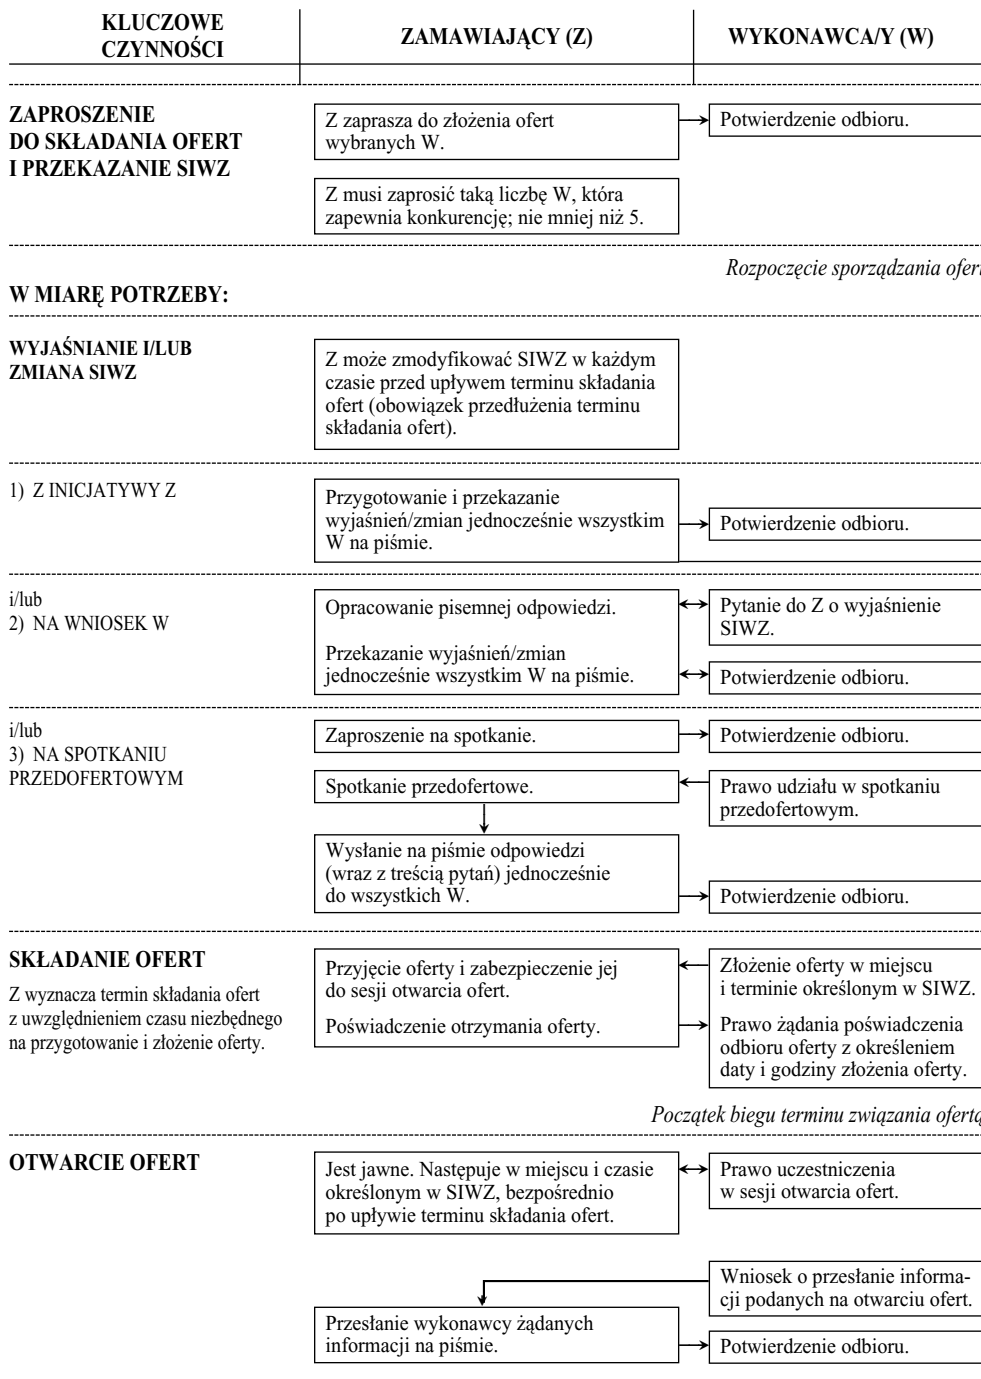 KLUCZOWE
CZYNNOŚCI
ZAMAWIAJĄCY (Z)
WYKONAWCA/Y (W)
ZAPROSZENIE
DO SKŁADANIA OFERT
I PRZEKAZANIE SIWZ
Z zaprasza do złożenia ofert
wybranych W.
Potwierdzenie odbioru.
Z musi zaprosić taką liczbę W, która
zapewnia konkurencję; nie mniej niż 5.
Rozpoczęcie sporządzania ofert
W MIARĘ POTRZEBY:
WYJAŚNIANIE I/LUB
ZMIANA SIWZ
Z może zmodyfikować SIWZ w każdym
czasie przed upływem terminu składania
ofert (obowiązek przedłużenia terminu
składania ofert).
1) Z INICJATYWY Z
Przygotowanie i przekazanie
wyjaśnień/zmian jednocześnie wszystkim
W na piśmie.
Potwierdzenie odbioru.
i/lub
2) NA WNIOSEK W
Opracowanie pisemnej odpowiedzi.
Pytanie do Z o wyjaśnienie
SIWZ.
Przekazanie wyjaśnień/zmian
jednocześnie wszystkim W na piśmie.
Potwierdzenie odbioru.
i/lub
3) NA SPOTKANIU
PRZEDOFERTOWYM
Zaproszenie na spotkanie.
Potwierdzenie odbioru.
Spotkanie przedofertowe.
Prawo udziału w spotkaniu
przedofertowym.
Wysłanie na piśmie odpowiedzi
(wraz z treścią pytań) jednocześnie
do wszystkich W.
Potwierdzenie odbioru.
SKŁADANIE OFERT
Z wyznacza termin składania ofert
z uwzględnieniem czasu niezbędnego
na przygotowanie i złożenie oferty.
Przyjęcie oferty i zabezpieczenie jej
do sesji otwarcia ofert.
Poświadczenie otrzymania oferty.
Złożenie oferty w miejscu
i terminie określonym w SIWZ.
Prawo żądania poświadczenia
odbioru oferty z określeniem
daty i godziny złożenia oferty.
Początek biegu terminu związania ofertą
OTWARCIE OFERT
Jest jawne. Następuje w miejscu i czasie
określonym w SIWZ, bezpośrednio
po upływie terminu składania ofert.
Prawo uczestniczenia
w sesji otwarcia ofert.
Wniosek o przesłanie informa-
cji podanych na otwarciu ofert.
Przesłanie wykonawcy żądanych
informacji na piśmie.
Potwierdzenie odbioru.